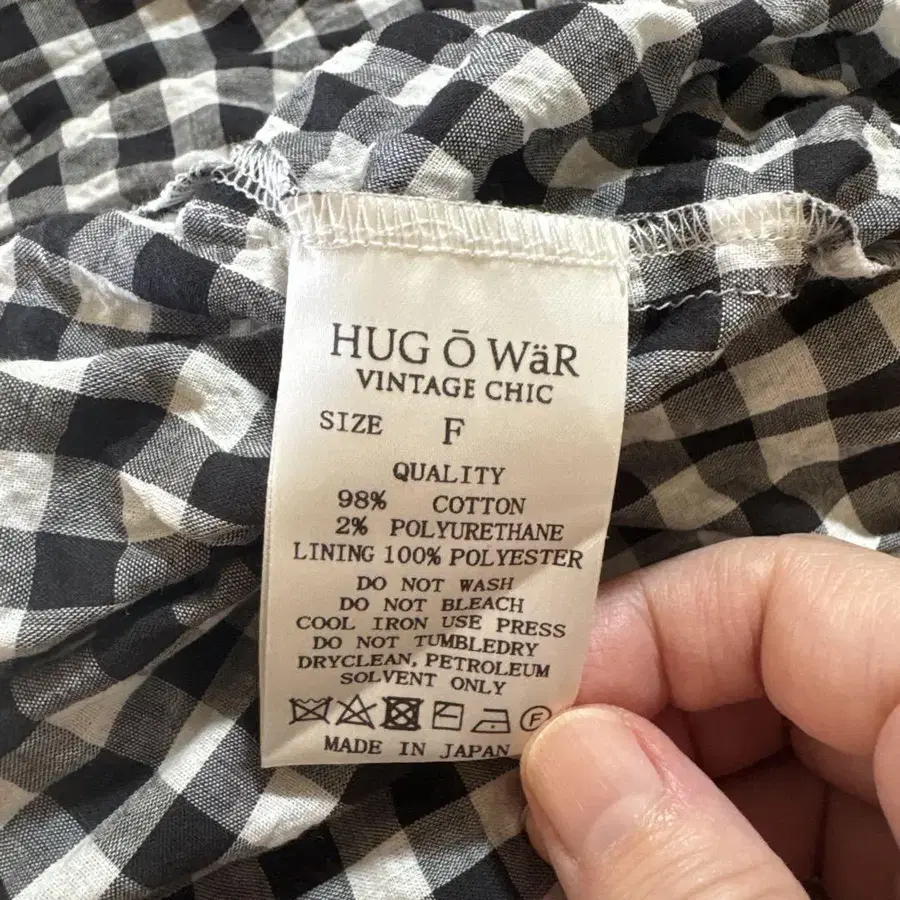 HUG Ō WäR
VINTAGE CHIC
SIZE F
QUALITY
98% COTTON
2% POLYURETHANE
LINING 100% POLYESTER
DO NOT WASH
DO NOT BLEACH
COOL IRON USE PRESS
DO NOT TUMBLEDRY
DRYCLEAN, PETROLEUM
SOLVENT ONLY
F
MADE IN JAPAN